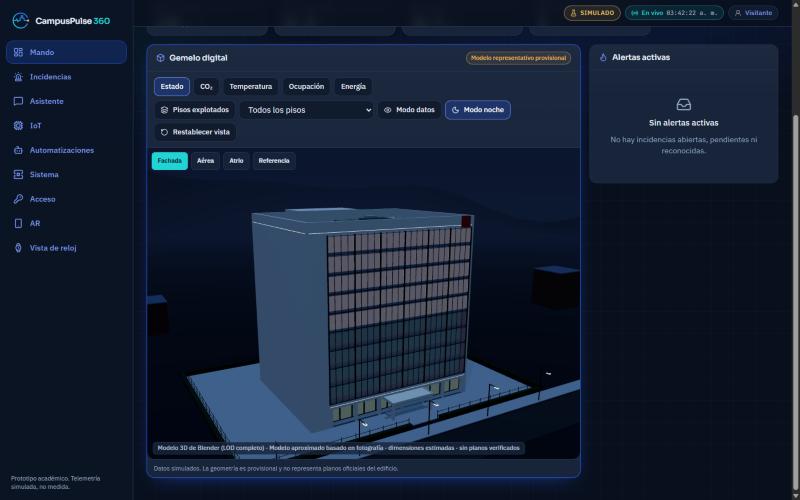 CampusPulse 360
SIMULADO
En vivo 03:42:22 a. m.
Visitante
Mando
Incidencias
Asistente
IoT
Automatizaciones
Sistema
Acceso
AR
Vista de reloj
Prototipo académico. Telemetría
simulada, no medida.
Gemelo digital
Modelo representativo provisional
Estado
CO₂
Temperatura
Ocupación
Energía
Pisos explotados
Todos los pisos
Modo datos
Modo noche
Restablecer vista
Fachada
Aérea
Atrio
Referencia
Modelo 3D de Blender (LOD completo) · Modelo aproximado basado en fotografía · dimensiones estimadas · sin planos verificados
Datos simulados. La geometría es provisional y no representa planos oficiales del edificio.
Alertas activas
Sin alertas activas
No hay incidencias abiertas, pendientes ni
reconocidas.